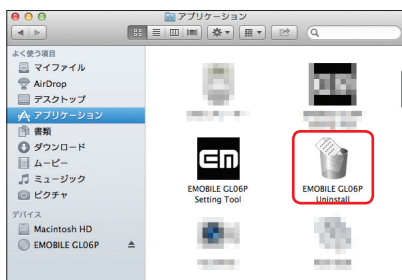 アプリケーション
よく使う項目
マイファイル
AirDrop
デスクトップ
アプリケーション
書類
ダウンロード
ムービー
ミュージック
ピクチャ
デバイス
Macintosh HD
EMOBILE GL06P
EMOBILE GL06P
Setting Tool
EMOBILE GL06P
Uninstall